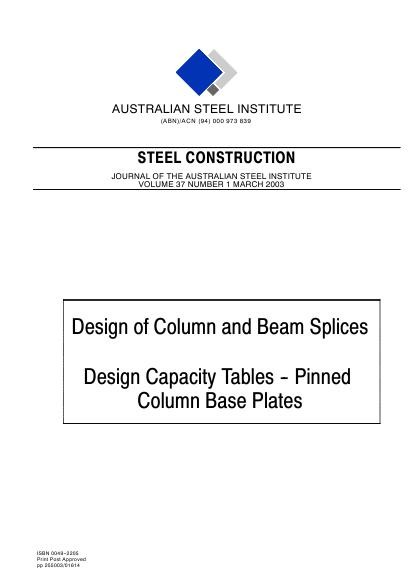 AUSTRALIAN STEEL INSTITUTE
(ABN)/ACN (94) 000 973 839
STEEL CONSTRUCTION
JOURNAL OF THE AUSTRALIAN STEEL INSTITUTE
VOLUME 37 NUMBER 1 MARCH 2003
Design of Column and Beam Splices
Design Capacity Tables - Pinned
Column Base Plates
ISBN 0049-2205
Print Post Approved
pp 255003/01614